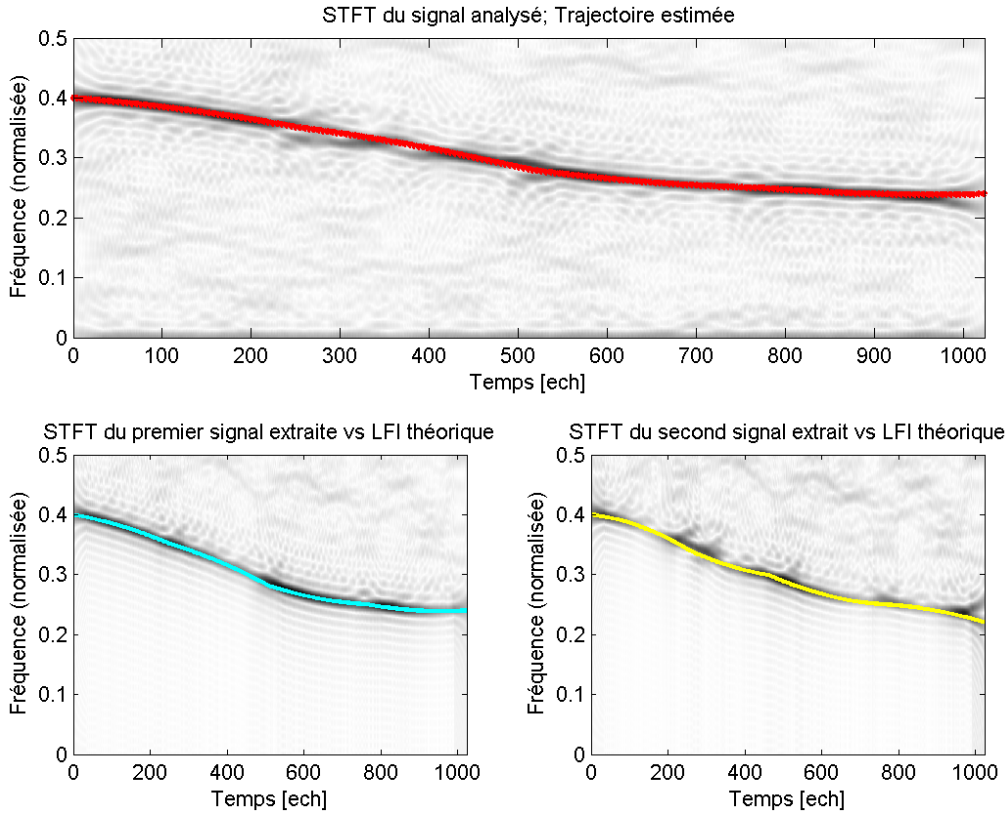 STFT du signal analysé; Trajectoire estimée
Fréquence (normalisée)
0.5
0.4
0.3
0.2
0.1
0
0 100 200 300 400 500 600 700 800 900 1000
Temps [ech]
STFT du premier signal extraite vs LFI théorique
Fréquence (normalisée)
0.5
0.4
0.3
0.2
0.1
0
0 200 400 600 800 1000
Temps [ech]
STFT du second signal extrait vs LFI théorique
Fréquence (normalisée)
0.5
0.4
0.3
0.2
0.1
0
0 200 400 600 800 1000
Temps [ech]